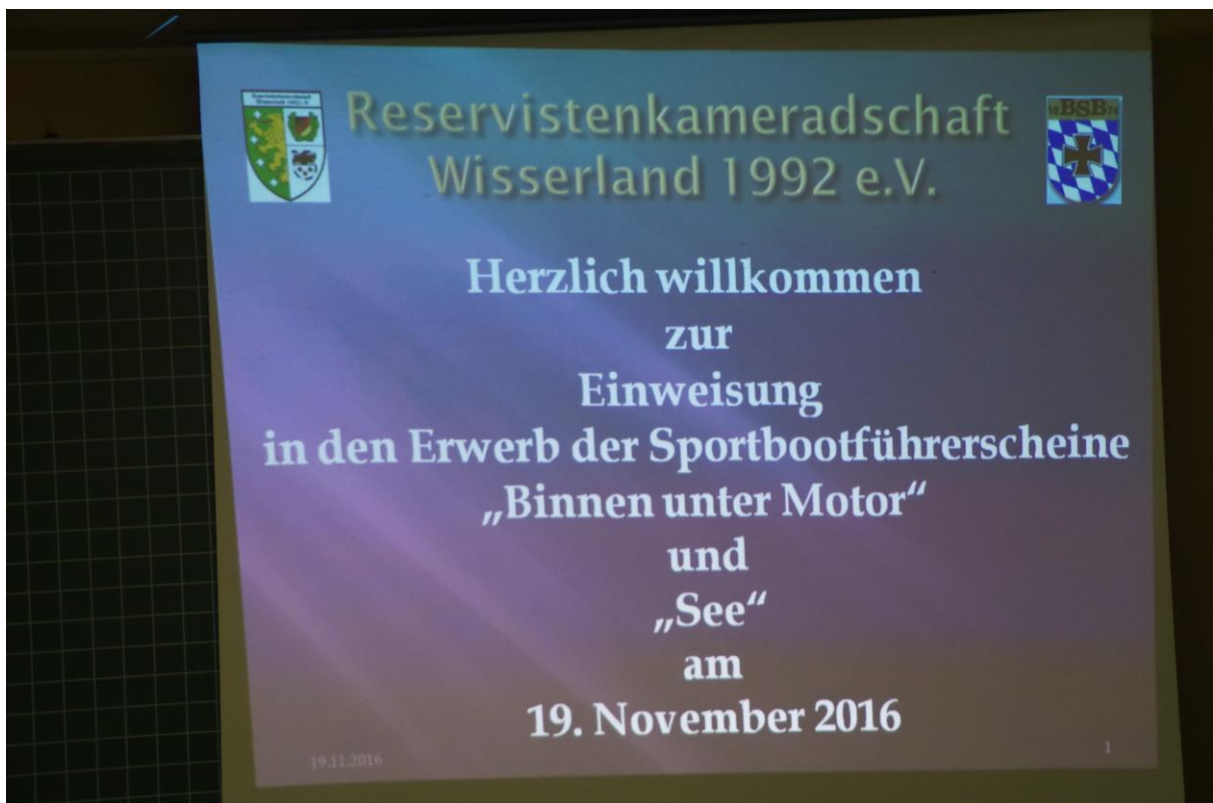 Reservistenkameradschaft
Wisserland 1992 e.V.
18BSB74
Herzlich willkommen
zur
Einweisung
in den Erwerb der Sportbootführerscheine
„Binnen unter Motor“
und
„See“
am
19. November 2016
19.11.2016
1